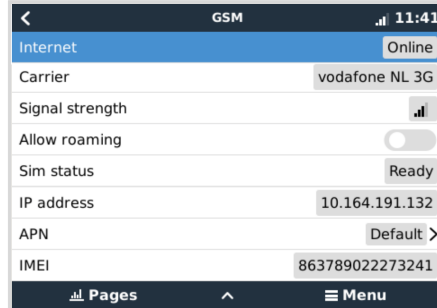 GSM 11:41
Internet Online
Carrier vodafone NL 3G
Signal strength
Allow roaming
Sim status Ready
IP address 10.164.191.132
APN Default
IMEI 863789022273241
Pages Menu